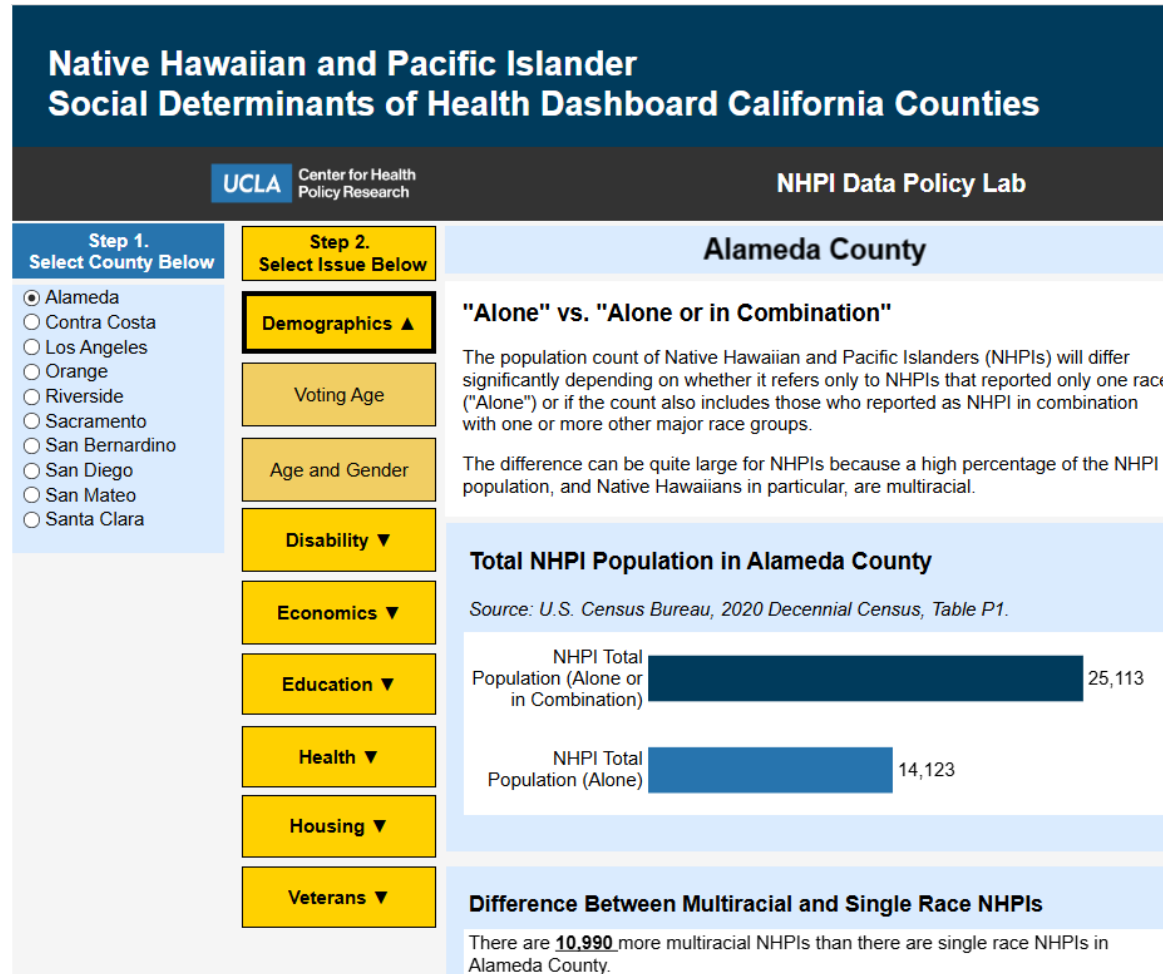 Native Hawaiian and Pacific Islander
Social Determinants of Health Dashboard California Counties
UCLA
Center for Health
Policy Research
NHPI Data Policy Lab
Step 1.
Select County Below
Alameda
Contra Costa
Los Angeles
Orange
Riverside
Sacramento
San Bernardino
San Diego
San Mateo
Santa Clara
Step 2.
Select Issue Below
Demographics ▲
Voting Age
Age and Gender
Disability ▼
Economics ▼
Education ▼
Health ▼
Housing ▼
Veterans ▼
Alameda County
"Alone" vs. "Alone or in Combination"
The population count of Native Hawaiian and Pacific Islanders (NHPIs) will differ
significantly depending on whether it refers only to NHPIs that reported only one race
("Alone") or if the count also includes those who reported as NHPI in combination
with one or more other major race groups.
The difference can be quite large for NHPIs because a high percentage of the NHPI
population, and Native Hawaiians in particular, are multiracial.
Total NHPI Population in Alameda County
Source: U.S. Census Bureau, 2020 Decennial Census, Table P1.
NHPI Total
Population (Alone or
in Combination)
25,113
NHPI Total
Population (Alone)
14,123
Difference Between Multiracial and Single Race NHPIs
There are 10,990 more multiracial NHPIs than there are single race NHPIs in
Alameda County.